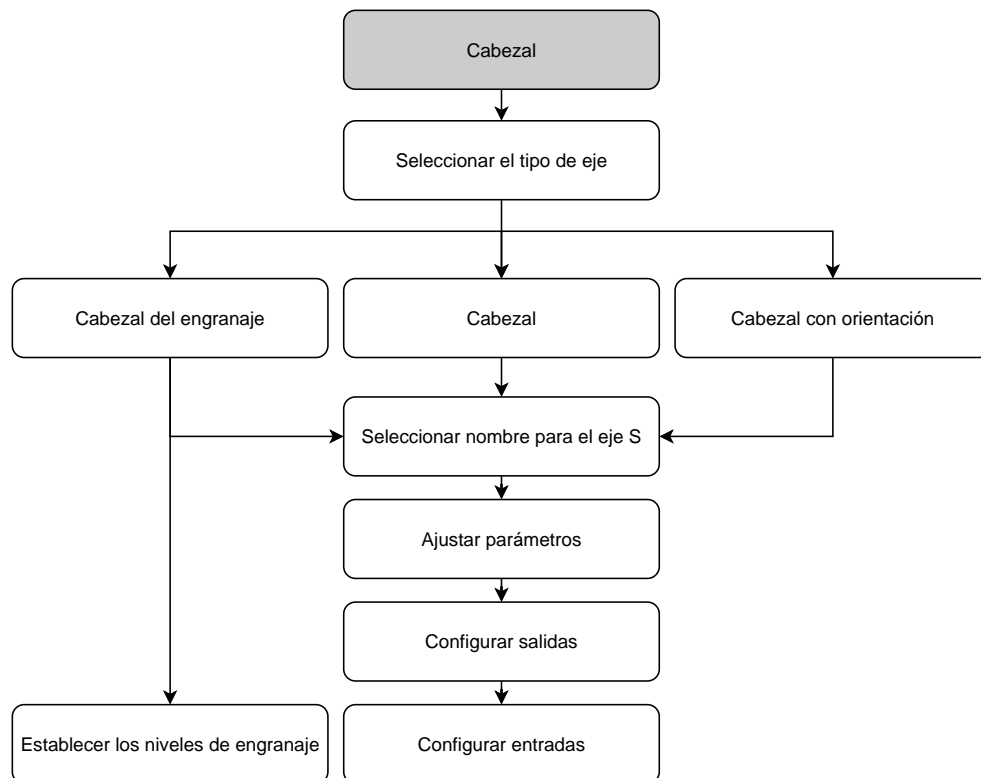 Cabezal
Seleccionar el tipo de eje
Cabezal del engranaje
Cabezal
Cabezal con orientación
Seleccionar nombre para el eje S
Ajustar parámetros
Configurar salidas
Establecer los niveles de engranaje
Configurar entradas